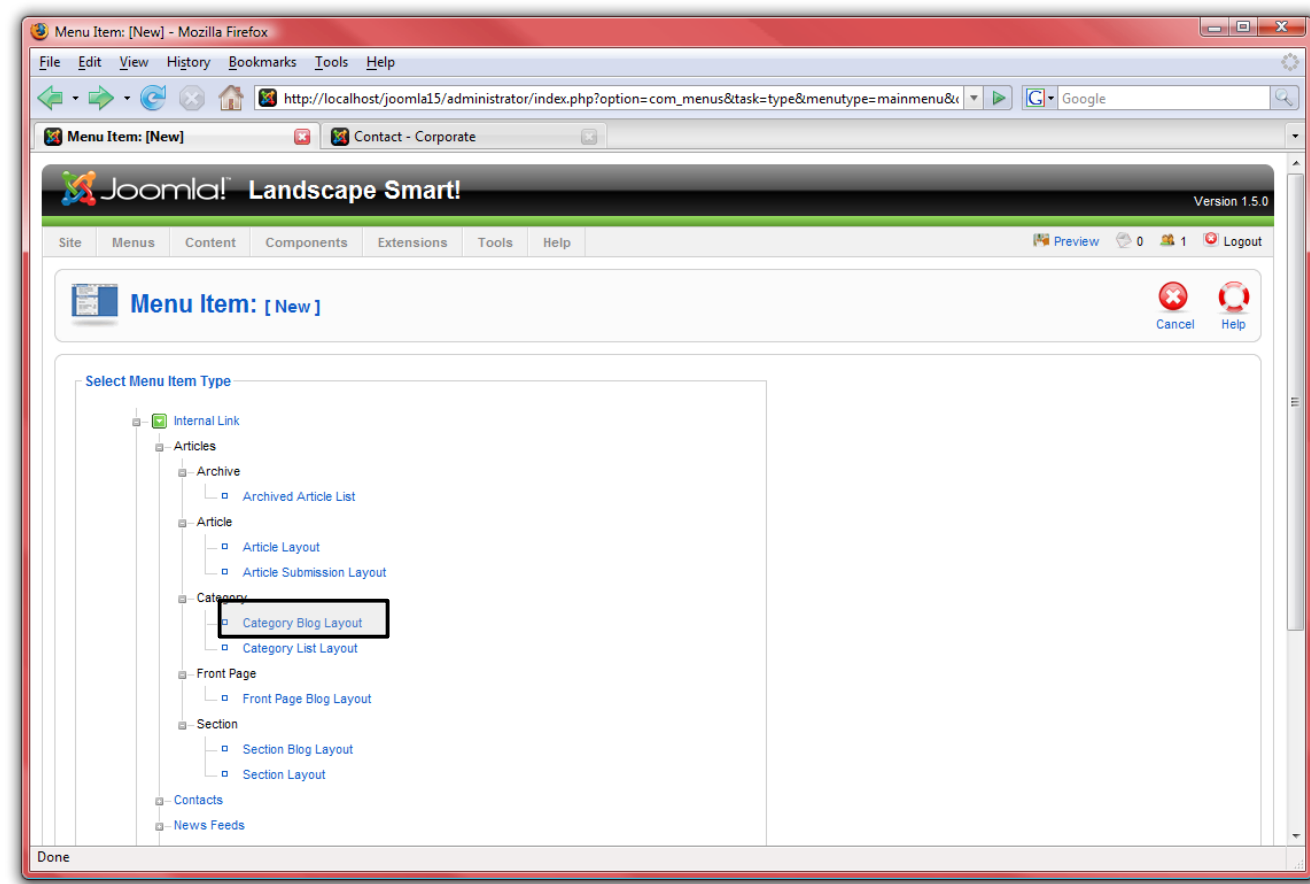 Menu Item: [New] - Mozilla Firefox
File Edit View History Bookmarks Tools Help
http://localhost/joomla15/administrator/index.php?option=com_menus&task=type&menutype=mainmenu& G Google
Menu Item: [New] Contact - Corporate
Joomla!™ Landscape Smart!
Version 1.5.0
Site Menus Content Components Extensions Tools Help Preview 0 1 Logout
Menu Item: [ New ]
Cancel Help
Select Menu Item Type
Internal Link
Articles
Archive
Archived Article List
Article
Article Layout
Article Submission Layout
Category
Category Blog Layout
Category List Layout
Front Page
Front Page Blog Layout
Section
Section Blog Layout
Section Layout
Contacts
News Feeds
Done